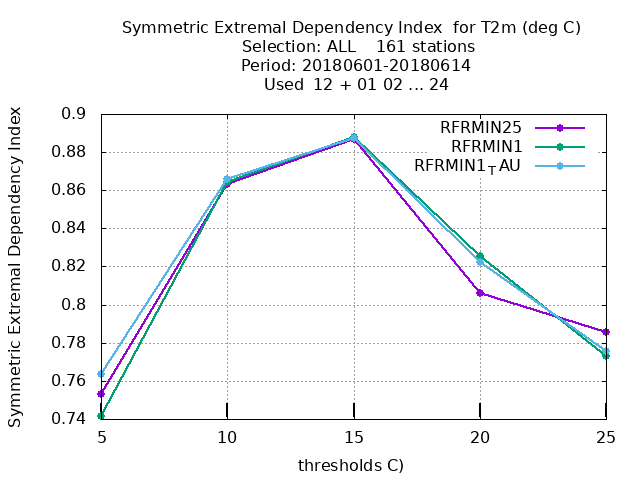 Symmetric Extremal Dependency Index  for T2m (deg C)
Selection: ALL    161 stations
Period: 20180601-20180614
Used  12 + 01 02 ... 24
Symmetric Extremal Dependency Index
0.9
0.88
0.86
0.84
0.82
0.8
0.78
0.76
0.74
RFRMIN25
RFRMIN1
RFRMIN1TAU
5 10 15 20 25
thresholds C)